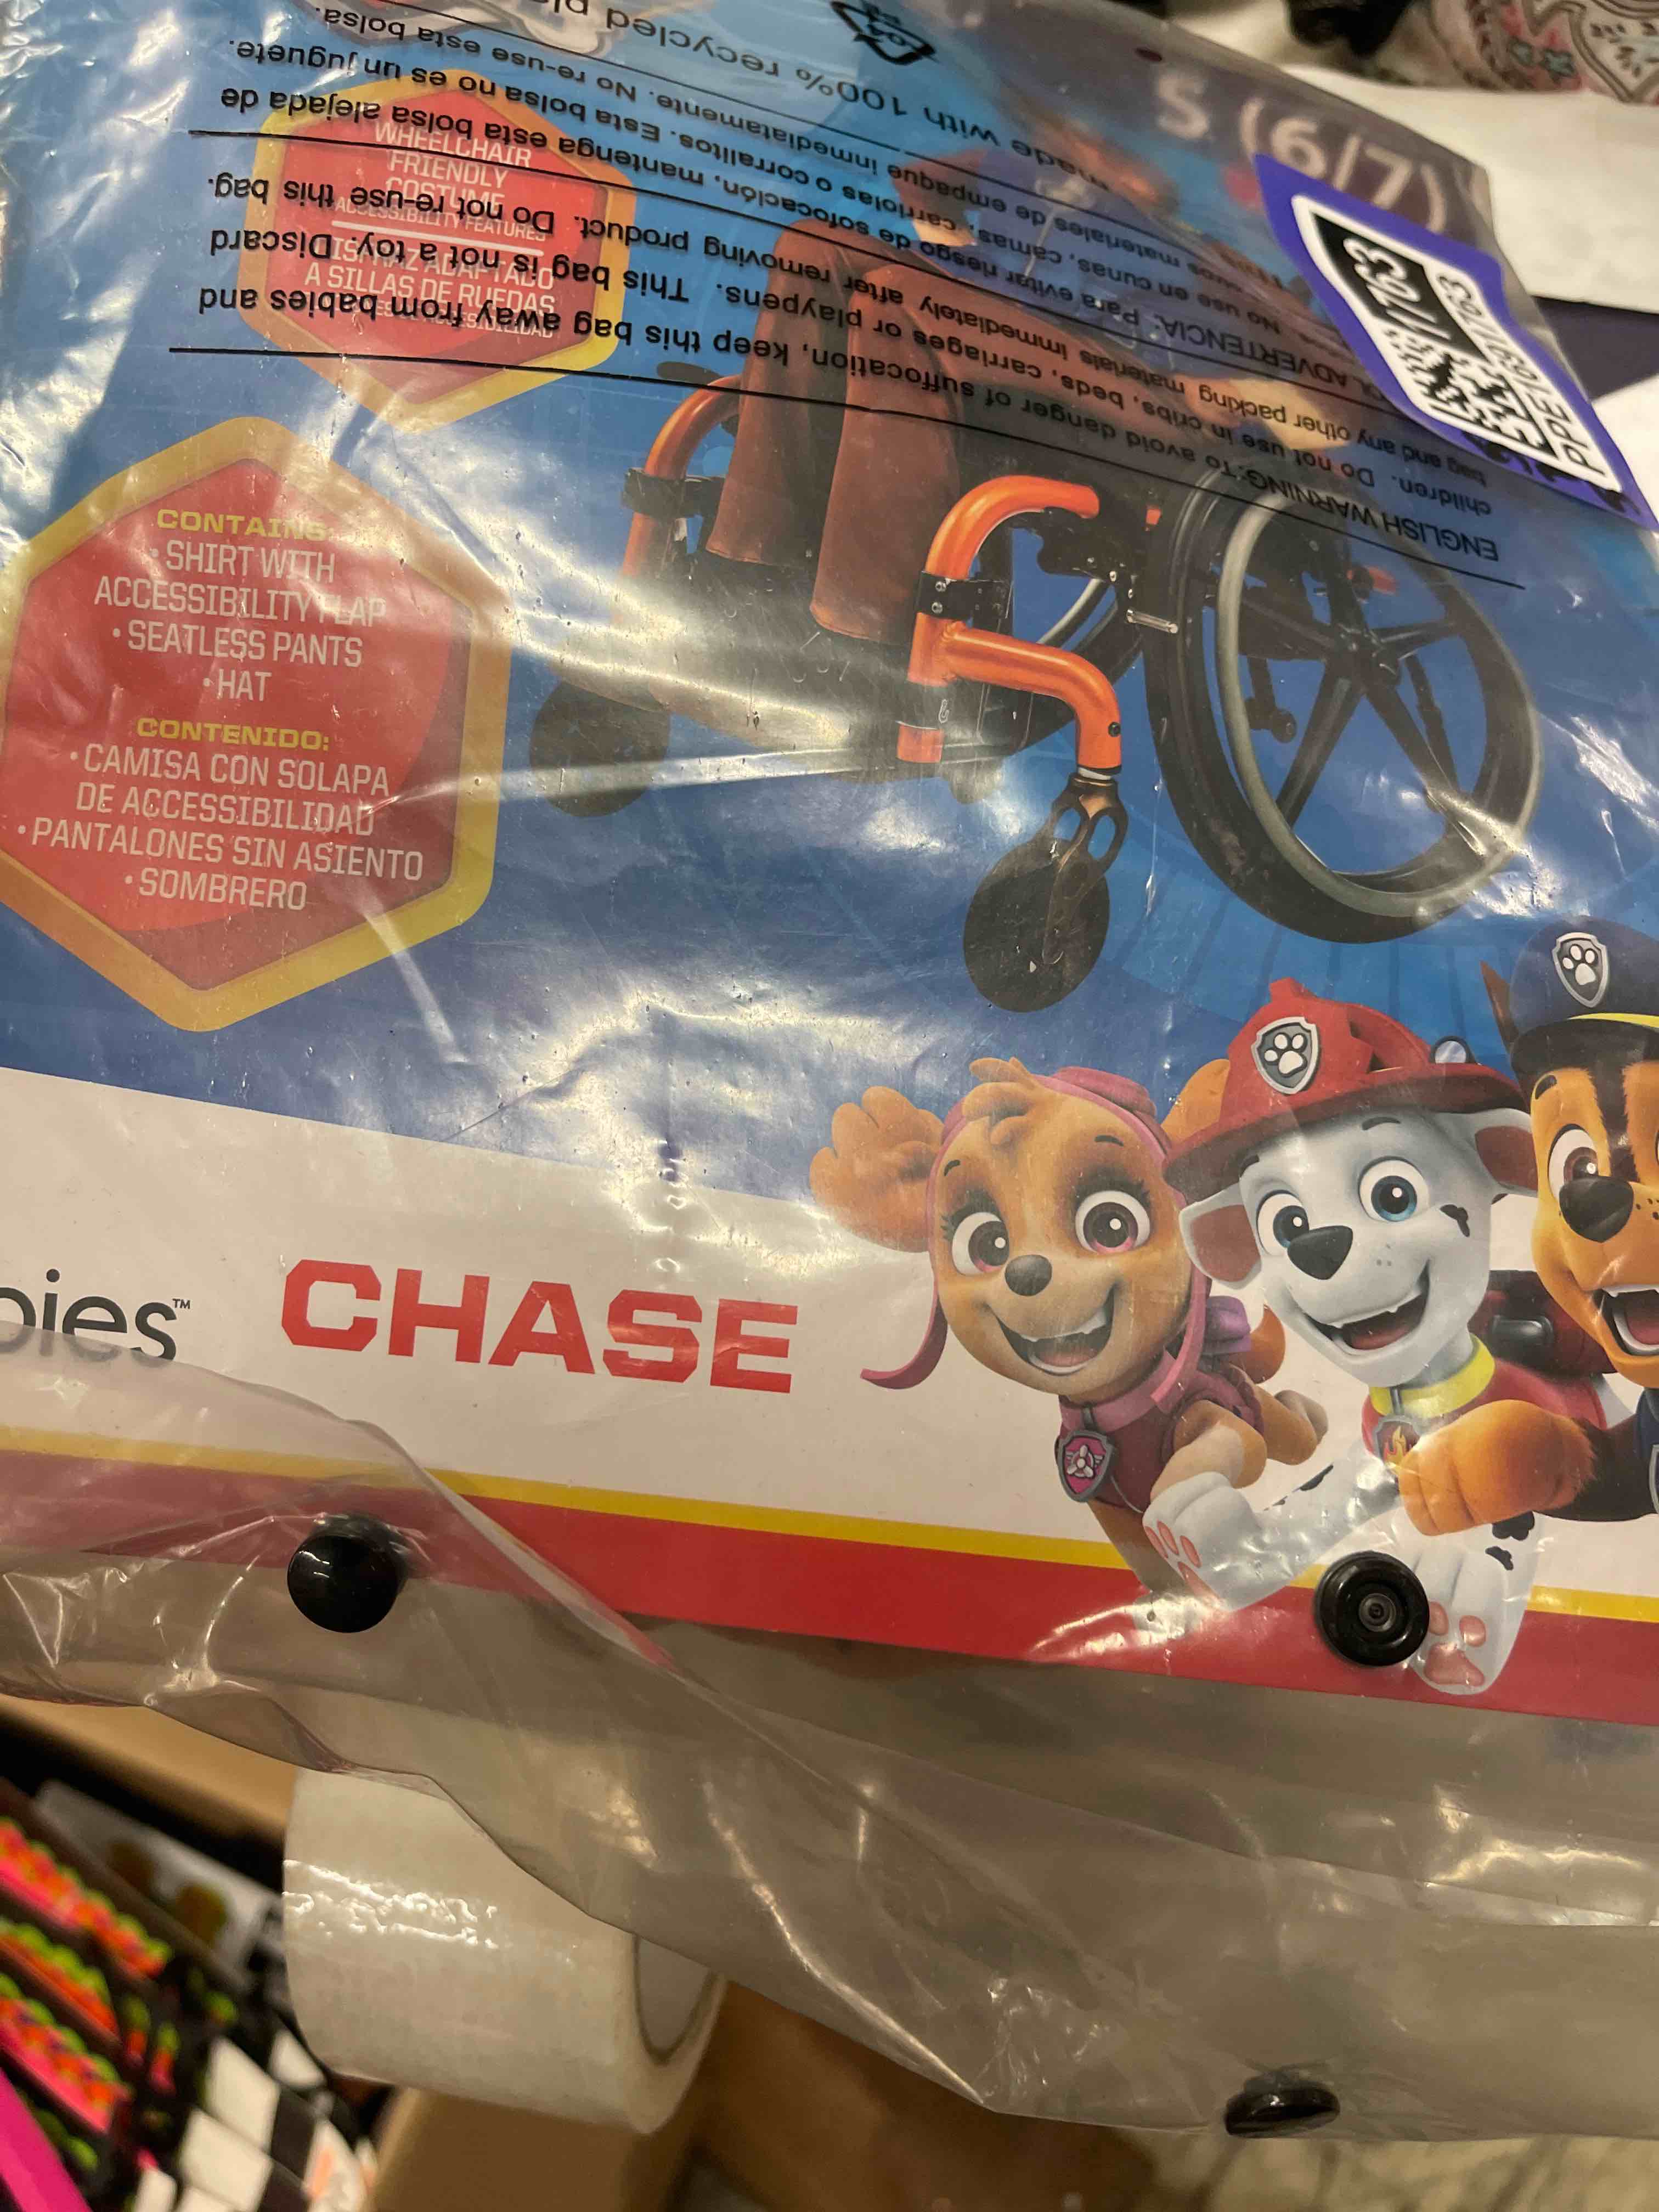 S (6/7)
WHEELCHAIR
FRIENDLY
COSTUME
ACCESSIBILITY FEATURES
A SILLAS DE RUEDAS
CONTAINS:
• SHIRT WITH
ACCESSIBILITY FLAP
• SEATLESS PANTS
• HAT
CONTENIDO:
• CAMISA CON SOLAPA
DE ACCESSIBILIDAD
• PANTALONES SIN ASIENTO
• SOMBRERO
ENGLISH WARNING: To avoid danger of suffocation, keep this bag away from babies and
children. Do not use in cribs, beds, carriages or playpens. This bag is not a toy. Discard
bag and any other packing materials immediately after removing product. Do not re-use this bag.
ADVERTENCIA: Para evitar riesgo de sofocación, mantenga esta bolsa alejada de
No use en cunas, camas, carriolas o corralitos. Esta bolsa no es un juguete.
materiales de empaque inmediatamente. No re-use esta bolsa.
made with 100% recycled
CHASE